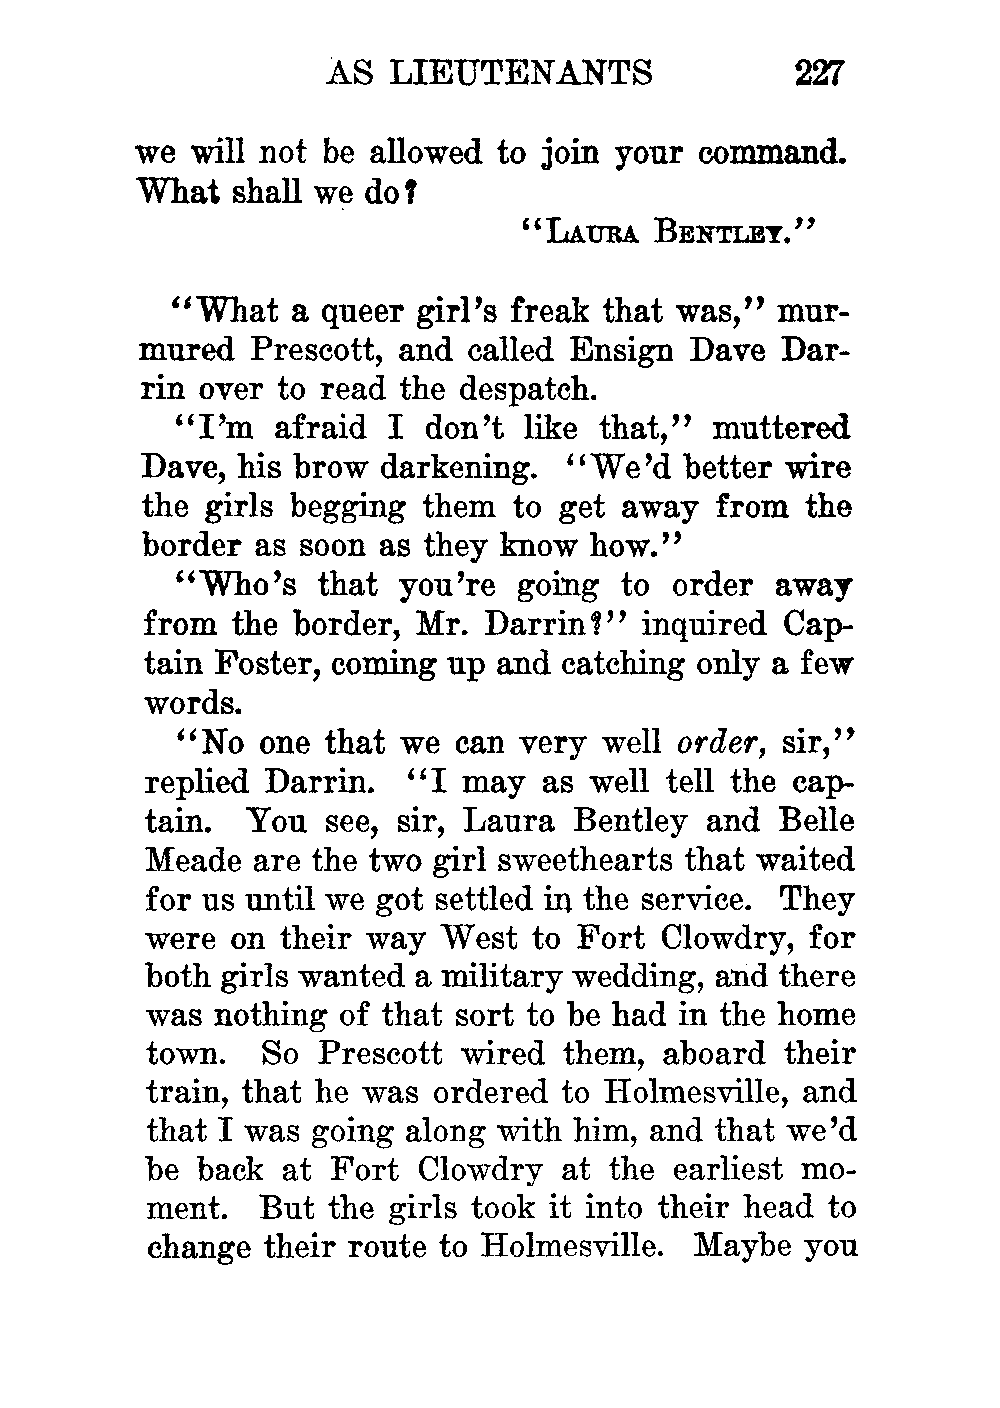 AS LIEUTENANTS 227
we will not be allowed to join your command.
What shall we do?
“LAURA BENTLEY.”
“What a queer girl’s freak that was,” mur-
mured Prescott, and called Ensign Dave Dar-
rin over to read the despatch.
“I’m afraid I don’t like that,” muttered
Dave, his brow darkening. “We’d better wire
the girls begging them to get away from the
border as soon as they know how.”
“Who’s that you’re going to order away
from the border, Mr. Darrin?” inquired Cap-
tain Foster, coming up and catching only a few
words.
“No one that we can very well order, sir,”
replied Darrin. “I may as well tell the cap-
tain. You see, sir, Laura Bentley and Belle
Meade are the two girl sweethearts that waited
for us until we got settled in the service. They
were on their way West to Fort Clowdry, for
both girls wanted a military wedding, and there
was nothing of that sort to be had in the home
town. So Prescott wired them, aboard their
train, that he was ordered to Holmesville, and
that I was going along with him, and that we’d
be back at Fort Clowdry at the earliest mo-
ment. But the girls took it into their head to
change their route to Holmesville. Maybe you